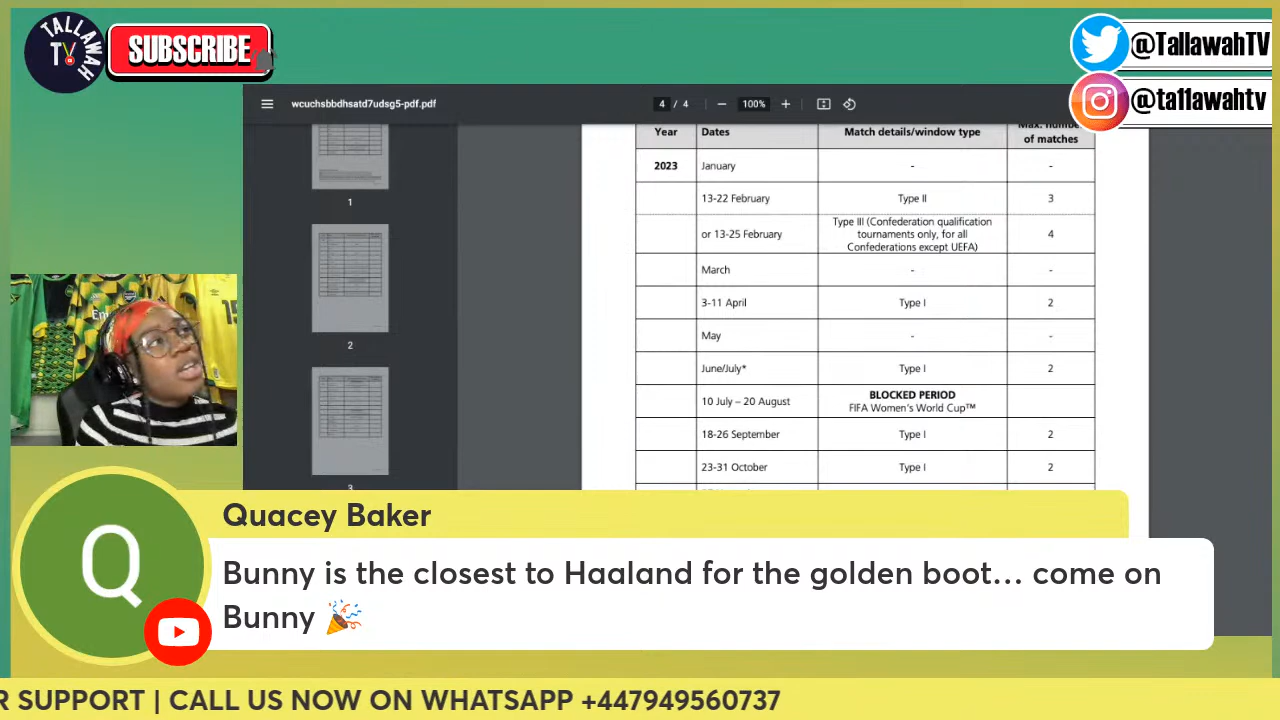 TALLAWAH
TV
SUBSCRIBE
@TallawahTV
@ta11awahtv
wcuchsbbdhsatd7udsg5-pdf.pdf
4 / 4
100%
1
2
3
Year Dates Match details/window type Max. number
of matches
2023 January - -
13-22 February Type II 3
or 13-25 February Type III (Confederation qualification
tournaments only, for all
Confederations except UEFA) 4
March - -
3-11 April Type I 2
May - -
June/July* Type I 2
10 July – 20 August BLOCKED PERIOD
FIFA Women's World Cup™
18-26 September Type I 2
23-31 October Type I 2
Q
Quacey Baker
Bunny is the closest to Haaland for the golden boot... come on
Bunny 🎉
R SUPPORT | CALL US NOW ON WHATSAPP +447949560737